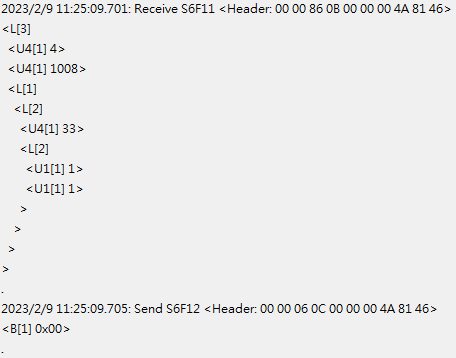 2023/2/9 11:25:09.701: Receive S6F11 <Header: 00 00 86 0B 00 00 00 4A 81 46>
<L[3]
<U4[1] 4>
<U4[1] 1008>
<L[1]
<L[2]
<U4[1] 33>
<L[2]
<U1[1] 1>
<U1[1] 1>
>
>
>
>
.
2023/2/9 11:25:09.705: Send S6F12 <Header: 00 00 06 0C 00 00 00 4A 81 46>
<B[1] 0x00>
.